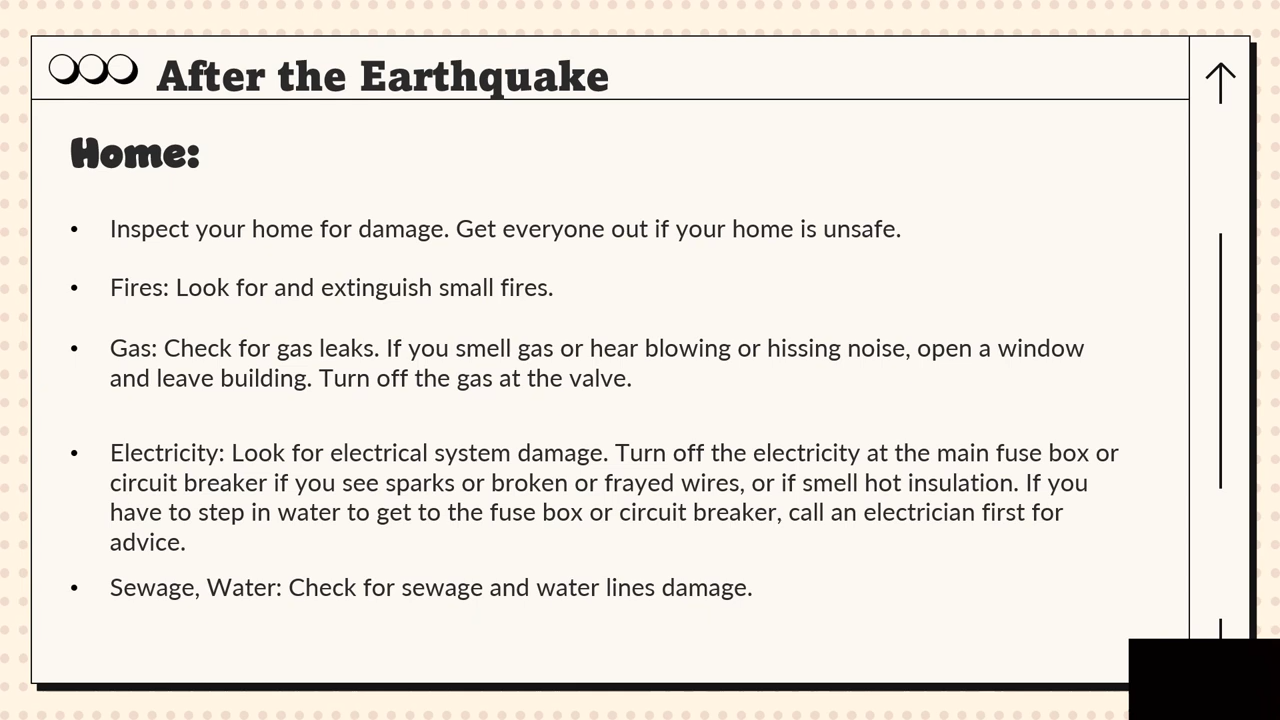 After the Earthquake
Home:
• Inspect your home for damage. Get everyone out if your home is unsafe.
• Fires: Look for and extinguish small fires.
• Gas: Check for gas leaks. If you smell gas or hear blowing or hissing noise, open a window
and leave building. Turn off the gas at the valve.
• Electricity: Look for electrical system damage. Turn off the electricity at the main fuse box or
circuit breaker if you see sparks or broken or frayed wires, or if smell hot insulation. If you
have to step in water to get to the fuse box or circuit breaker, call an electrician first for
advice.
• Sewage, Water: Check for sewage and water lines damage.